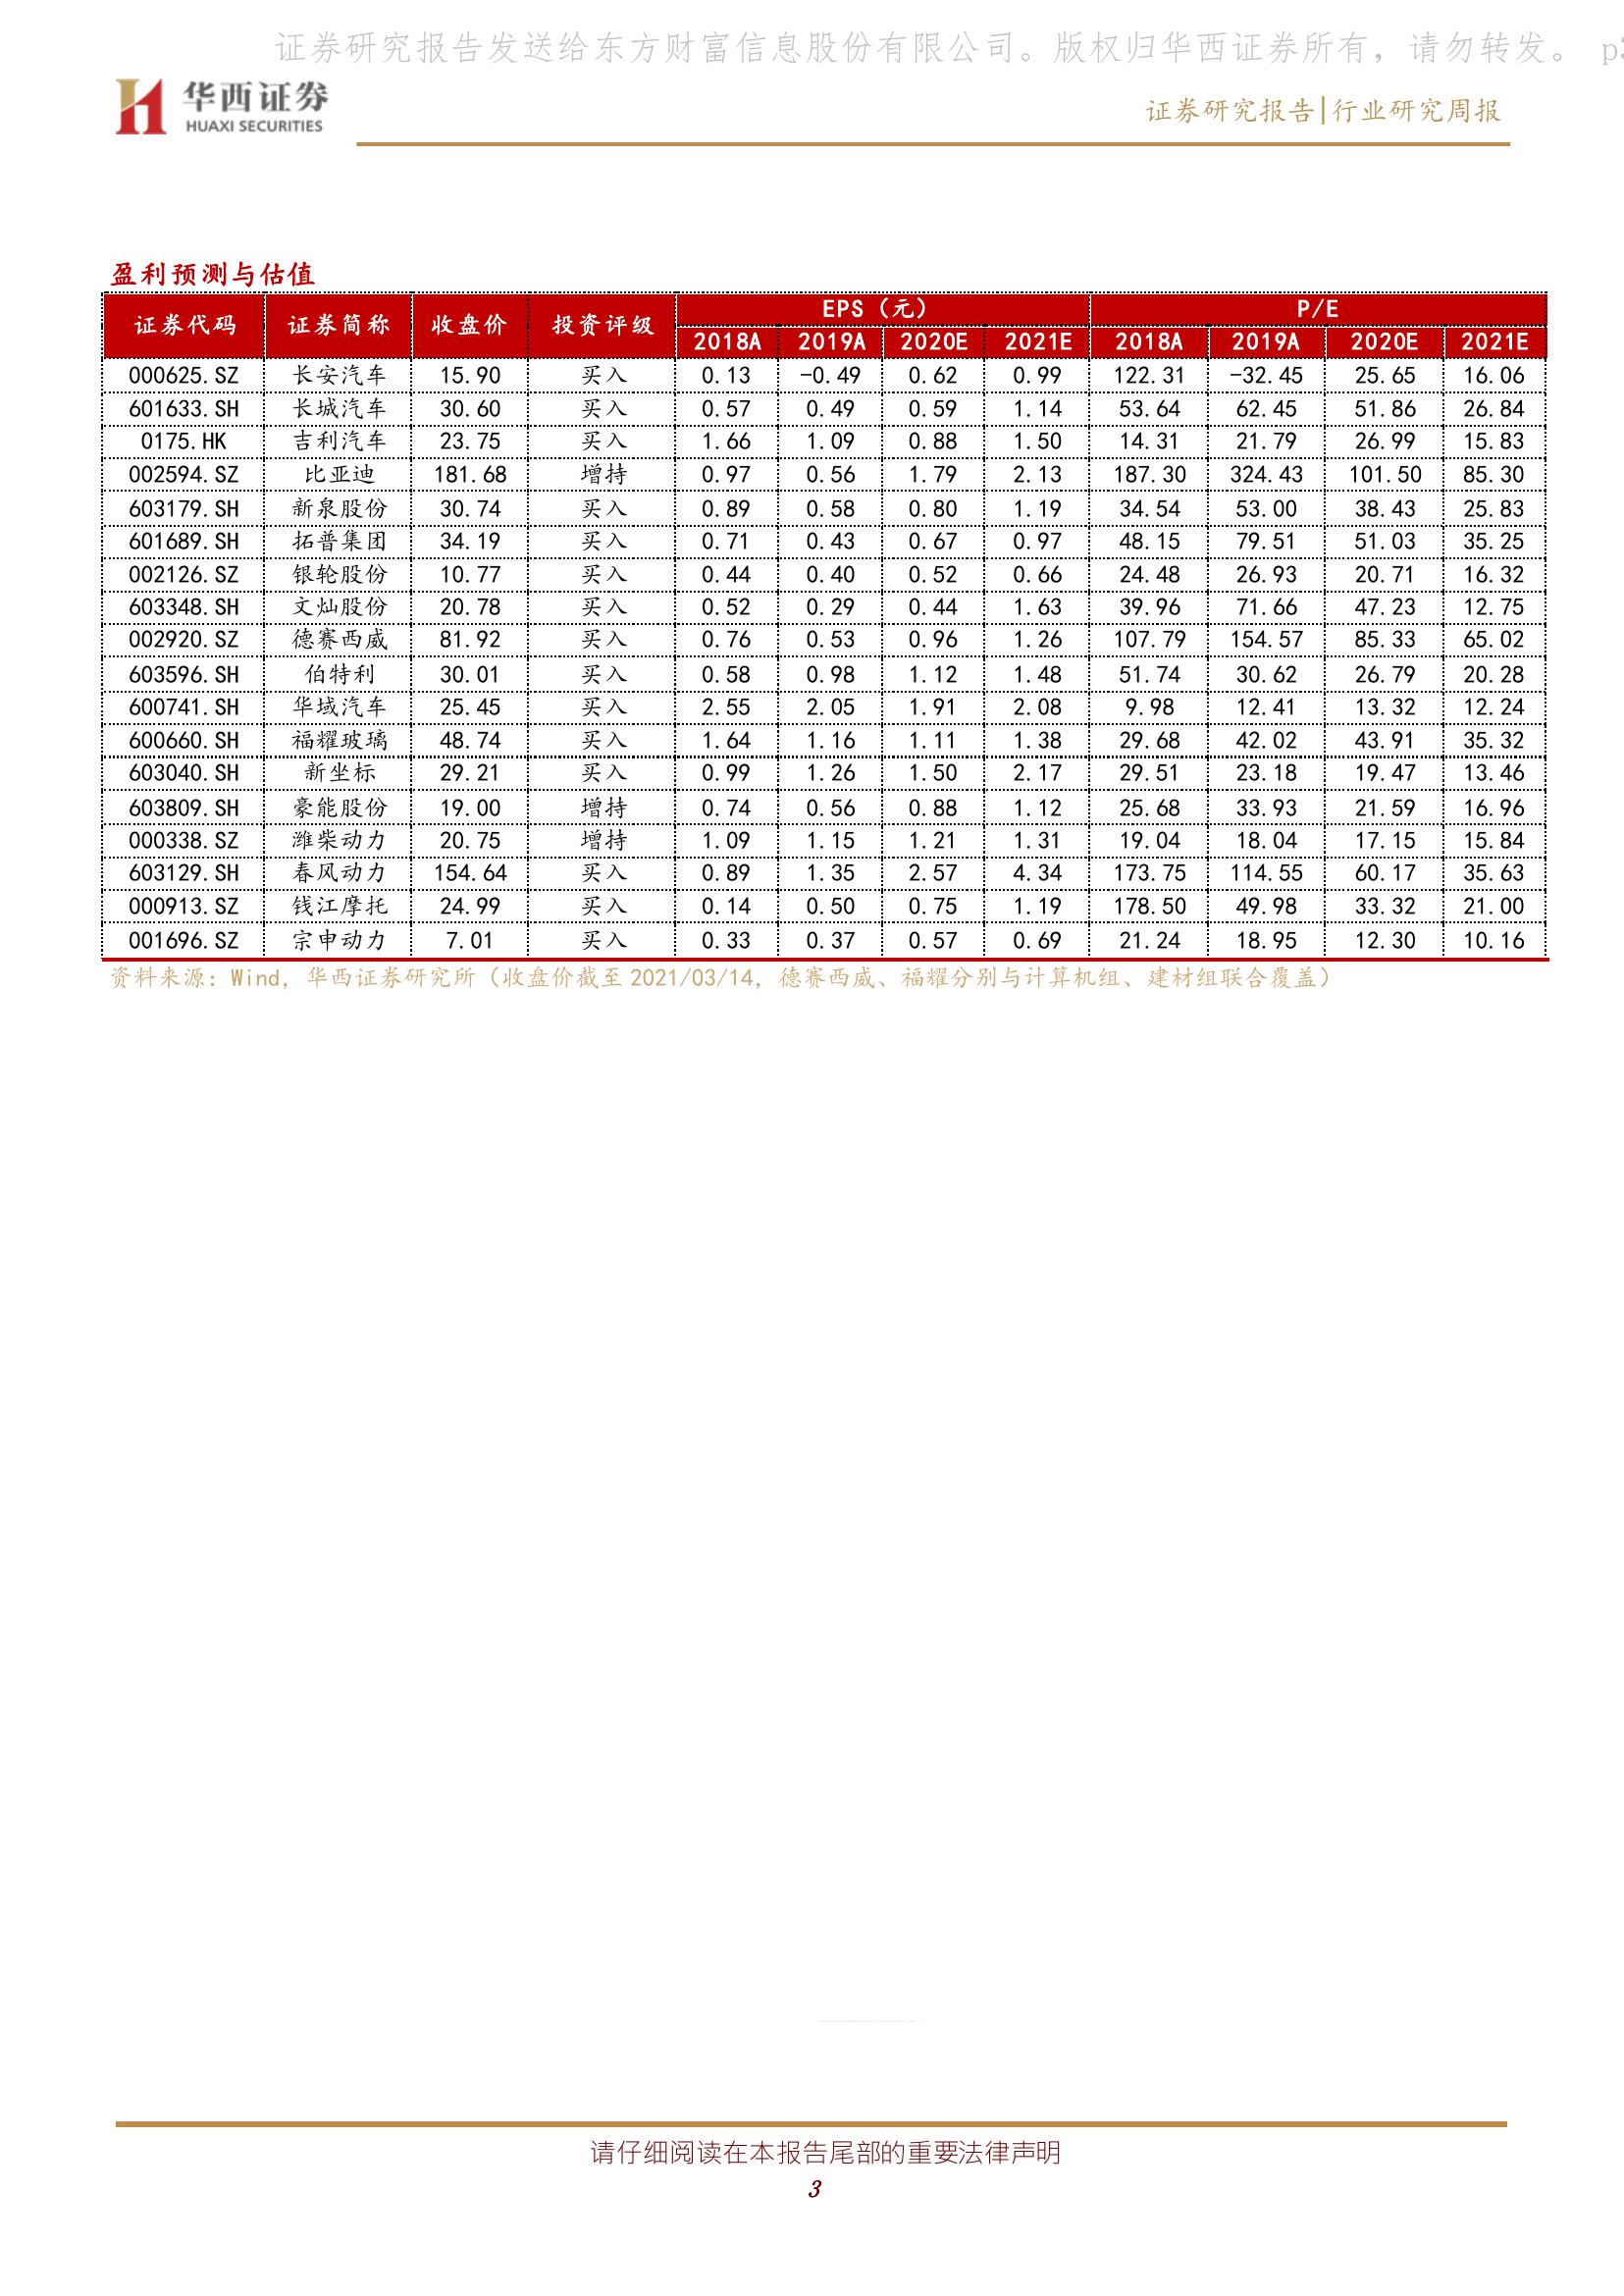 证券研究报告发送给东方财富信息股份有限公司。版权归华西证券所有，请勿转发。 p3
华西证券
HUAXI SECURITIES
证券研究报告|行业研究周报
盈利预测与估值
证券代码 证券简称 收盘价 投资评级 EPS（元） P/E
2018A 2019A 2020E 2021E 2018A 2019A 2020E 2021E
000625.SZ 长安汽车 15.90 买入 0.13 -0.49 0.62 0.99 122.31 -32.45 25.65 16.06
601633.SH 长城汽车 30.60 买入 0.57 0.49 0.59 1.14 53.64 62.45 51.86 26.84
0175.HK 吉利汽车 23.75 买入 1.66 1.09 0.88 1.50 14.31 21.79 26.99 15.83
002594.SZ 比亚迪 181.68 增持 0.97 0.56 1.79 2.13 187.30 324.43 101.50 85.30
603179.SH 新泉股份 30.74 买入 0.89 0.58 0.80 1.19 34.54 53.00 38.43 25.83
601689.SH 拓普集团 34.19 买入 0.71 0.43 0.67 0.97 48.15 79.51 51.03 35.25
002126.SZ 银轮股份 10.77 买入 0.44 0.40 0.52 0.66 24.48 26.93 20.71 16.32
603348.SH 文灿股份 20.78 买入 0.52 0.29 0.44 1.63 39.96 71.66 47.23 12.75
002920.SZ 德赛西威 81.92 买入 0.76 0.53 0.96 1.26 107.79 154.57 85.33 65.02
603596.SH 伯特利 30.01 买入 0.58 0.98 1.12 1.48 51.74 30.62 26.79 20.28
600741.SH 华域汽车 25.45 买入 2.55 2.05 1.91 2.08 9.98 12.41 13.32 12.24
600660.SH 福耀玻璃 48.74 买入 1.64 1.16 1.11 1.38 29.68 42.02 43.91 35.32
603040.SH 新坐标 29.21 买入 0.99 1.26 1.50 2.17 29.51 23.18 19.47 13.46
603809.SH 豪能股份 19.00 增持 0.74 0.56 0.88 1.12 25.68 33.93 21.59 16.96
000338.SZ 潍柴动力 20.75 增持 1.09 1.15 1.21 1.31 19.04 18.04 17.15 15.84
603129.SH 春风动力 154.64 买入 0.89 1.35 2.57 4.34 173.75 114.55 60.17 35.63
000913.SZ 钱江摩托 24.99 买入 0.14 0.50 0.75 1.19 178.50 49.98 33.32 21.00
001696.SZ 宗申动力 7.01 买入 0.33 0.37 0.57 0.69 21.24 18.95 12.30 10.16
资料来源：Wind，华西证券研究所（收盘价截至 2021/03/14，德赛西威、福耀分别与计算机组、建材组联合覆盖）
请仔细阅读在本报告尾部的重要法律声明
3